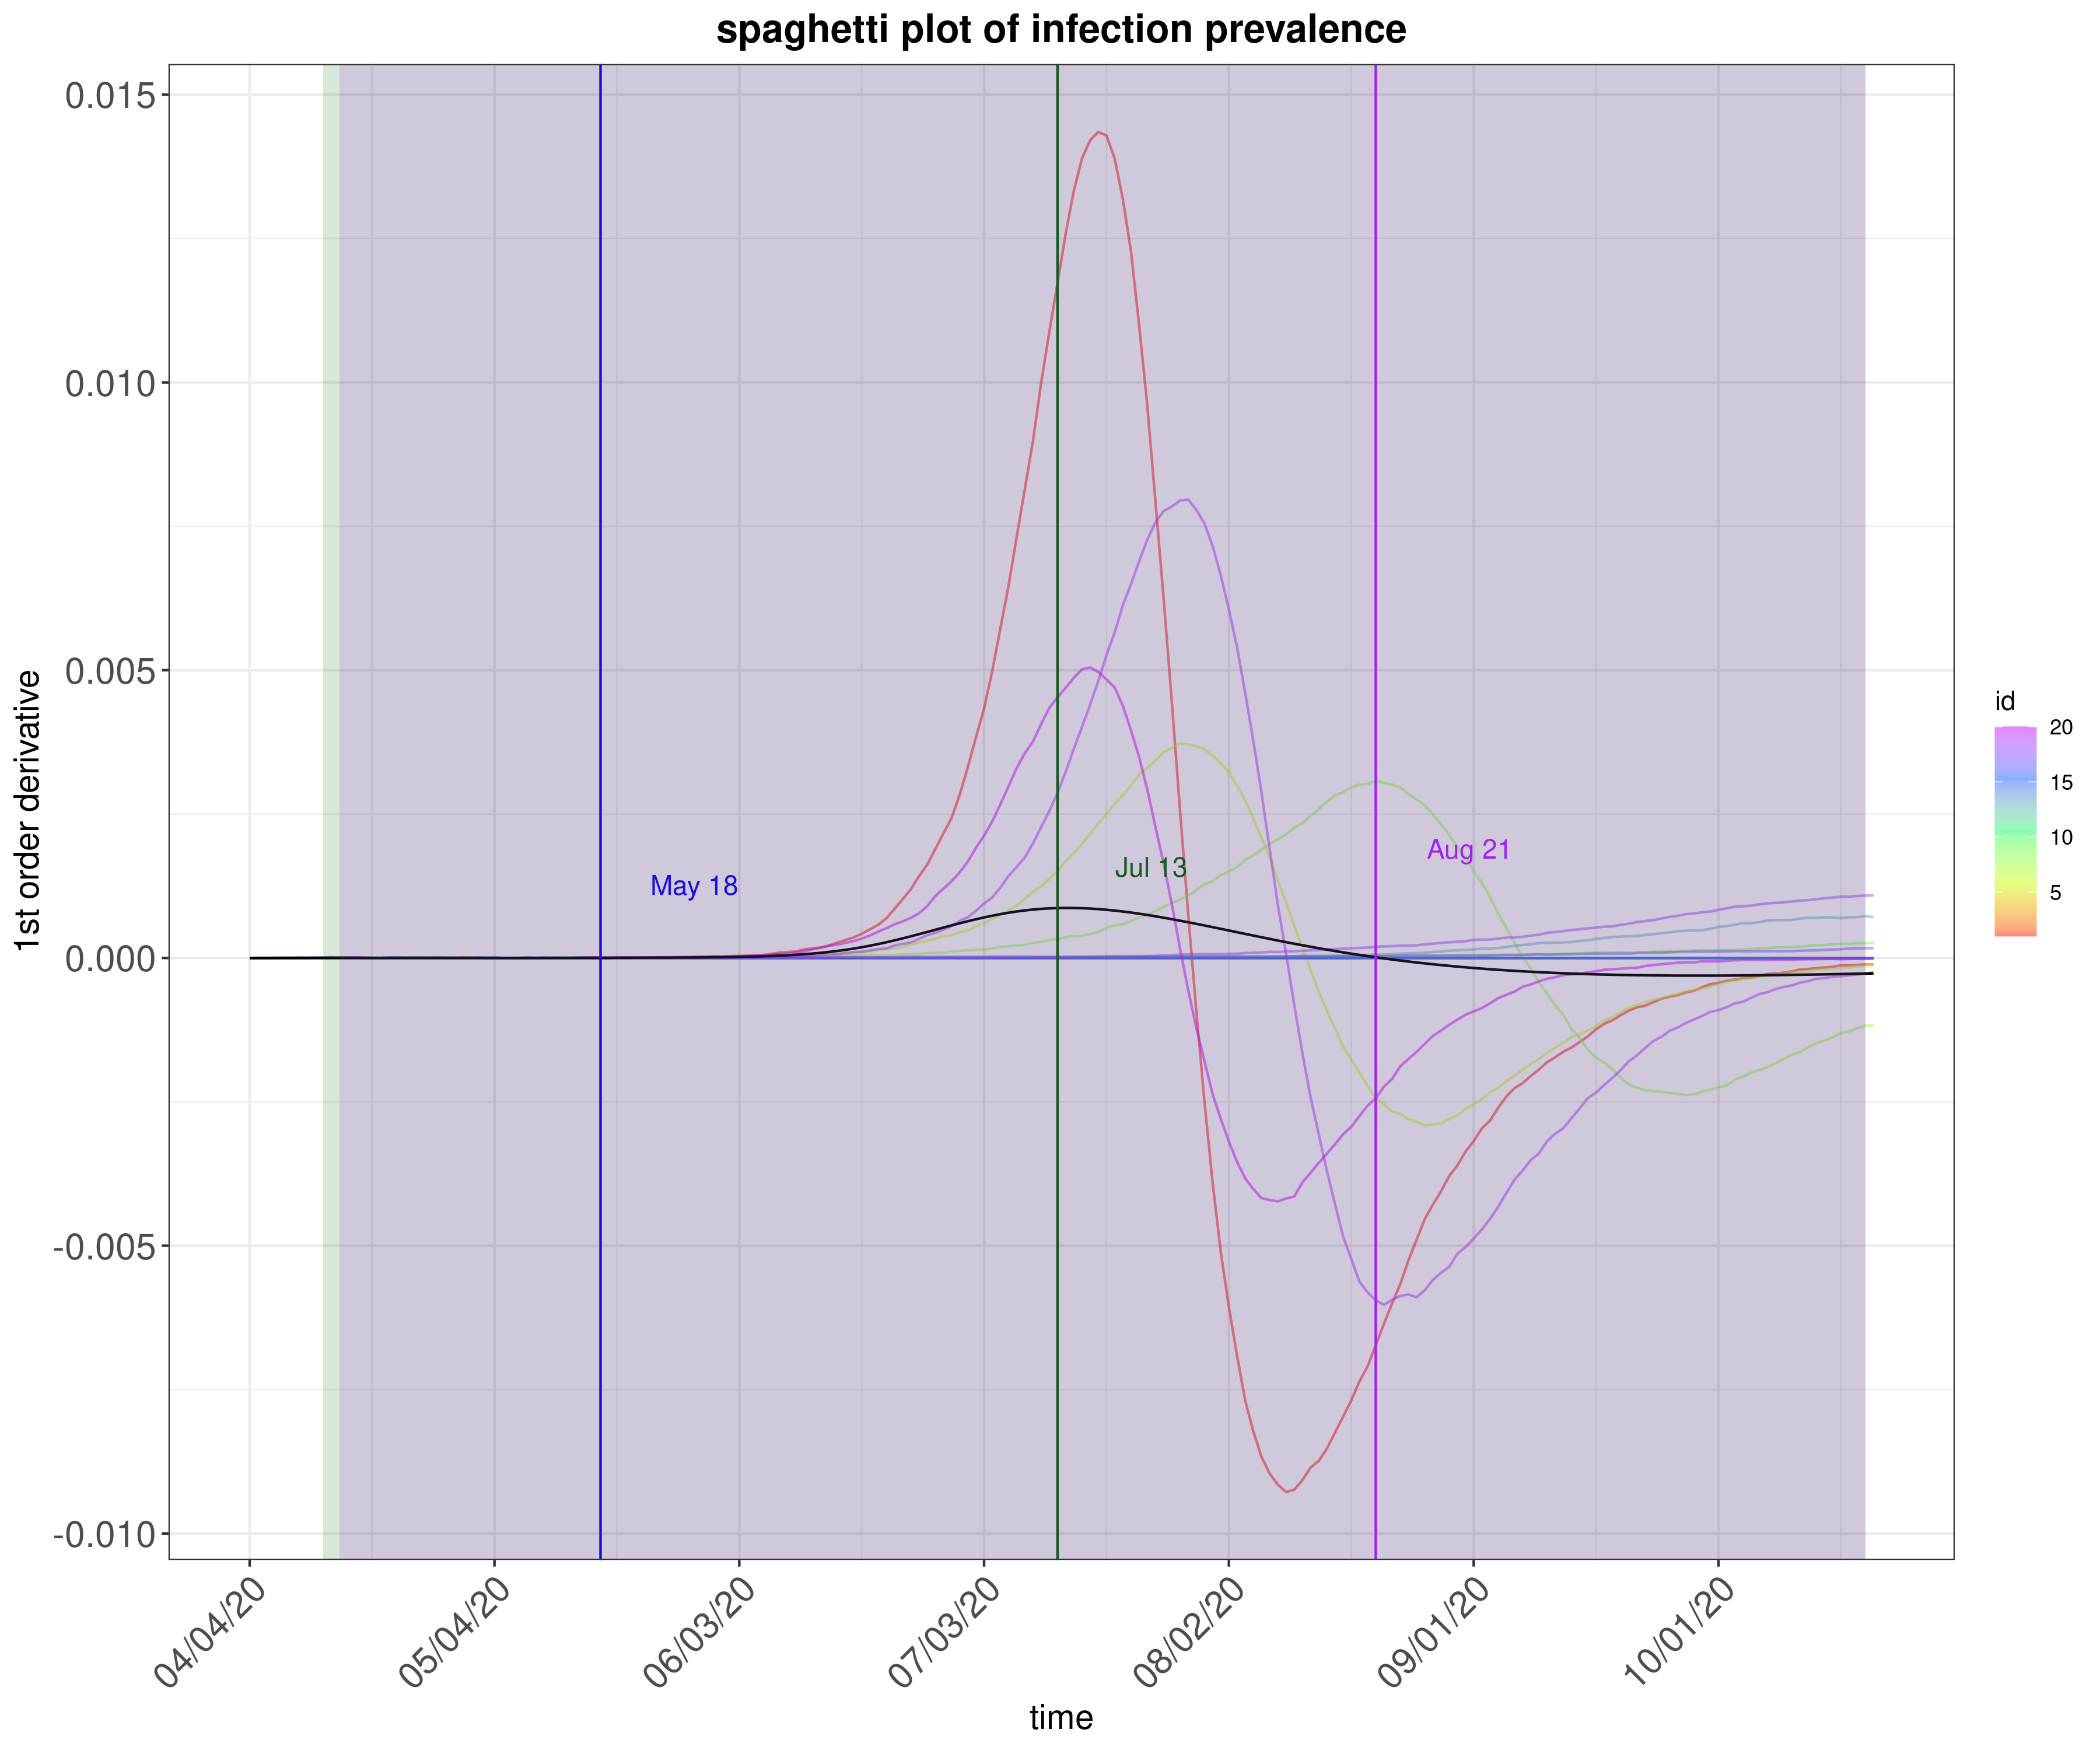 spaghetti plot of infection prevalence
0.015
0.010
0.005
0.000
-0.005
-0.010
1st order derivative
May 18
Jul 13
Aug 21
04/04/20
05/04/20
06/03/20
07/03/20
08/02/20
09/01/20
10/01/20
time
id
20
15
10
5